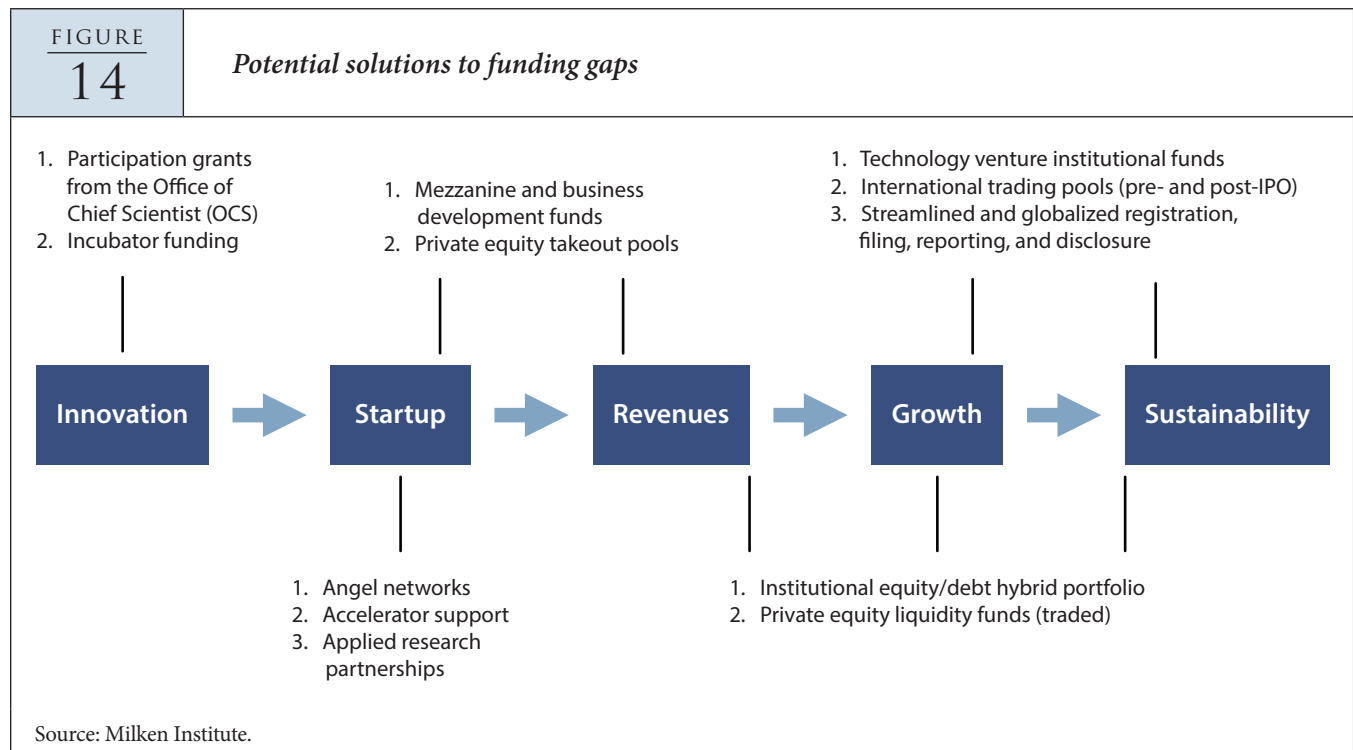 FIGURE
14
Potential solutions to funding gaps
1. Participation grants
from the Office of
Chief Scientist (OCS)
2. Incubator funding
1. Mezzanine and business
development funds
2. Private equity takeout pools
1. Technology venture institutional funds
2. International trading pools (pre- and post-IPO)
3. Streamlined and globalized registration,
filing, reporting, and disclosure
Innovation
Startup
Revenues
Growth
Sustainability
1. Angel networks
2. Accelerator support
3. Applied research
partnerships
1. Institutional equity/debt hybrid portfolio
2. Private equity liquidity funds (traded)
Source: Milken Institute.